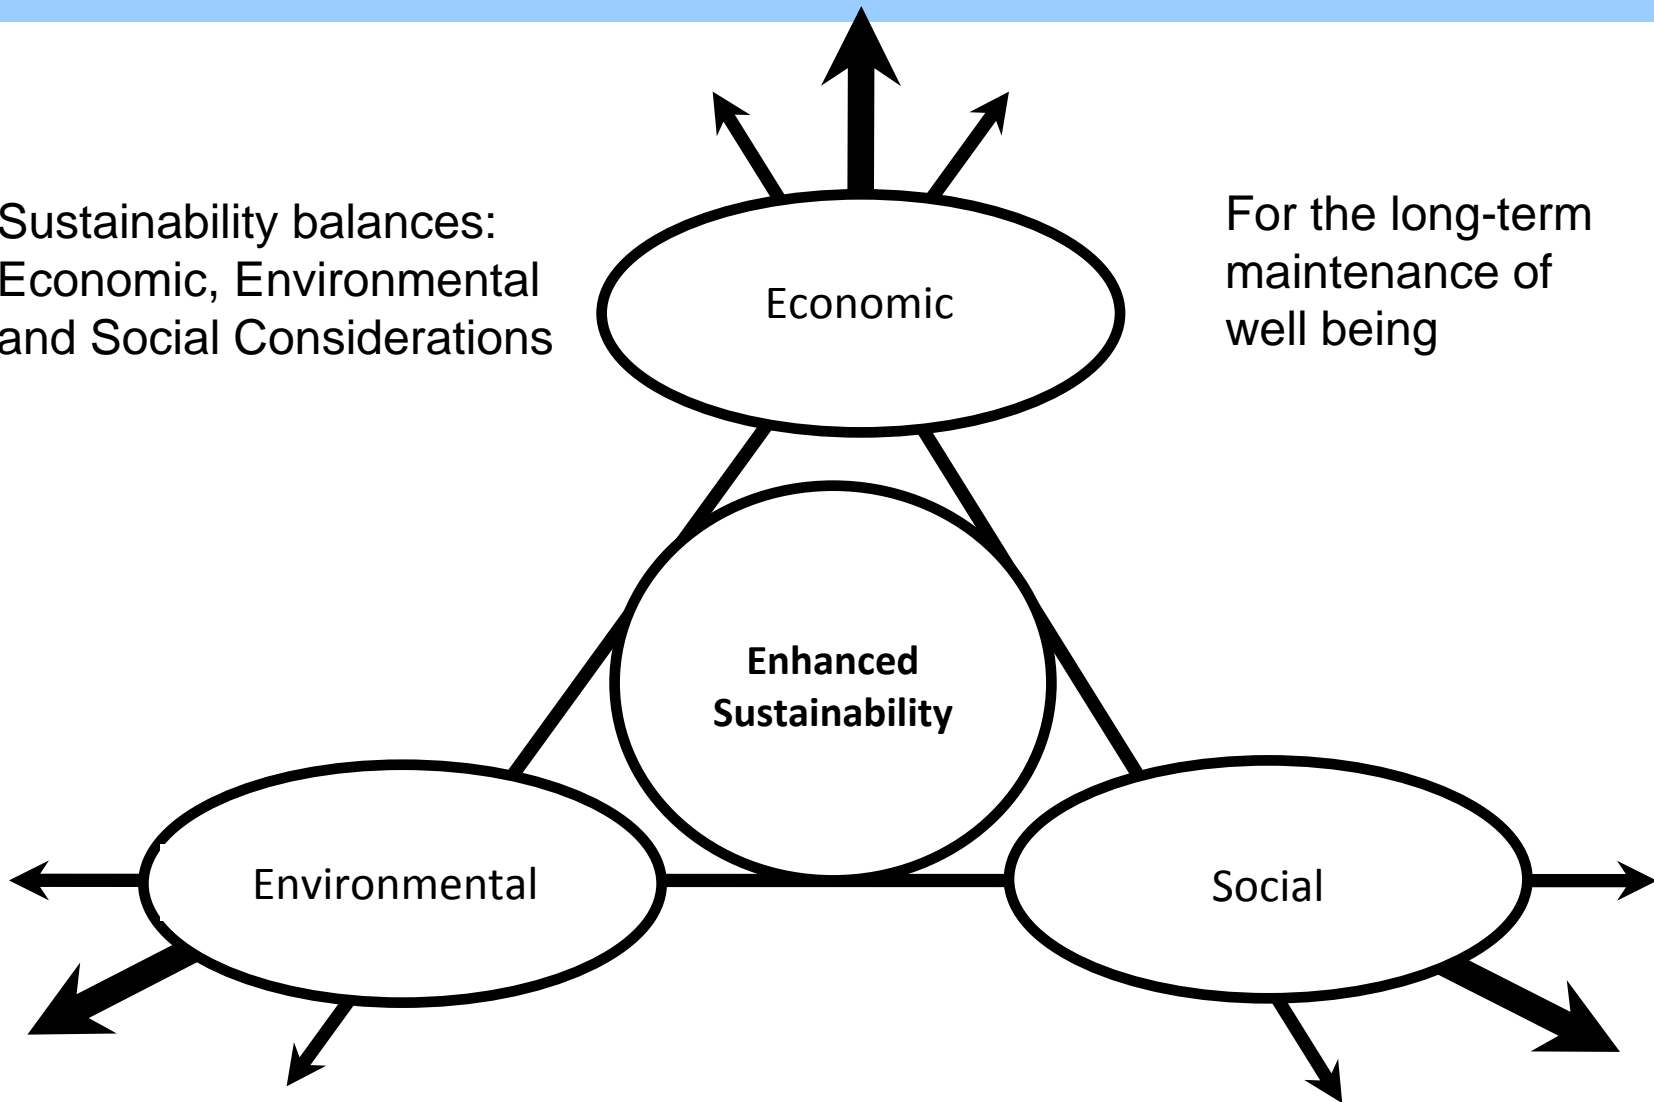 Sustainability balances:
Economic, Environmental
and Social Considerations
For the long-term
maintenance of
well being
Economic
Enhanced
Sustainability
Environmental
Social